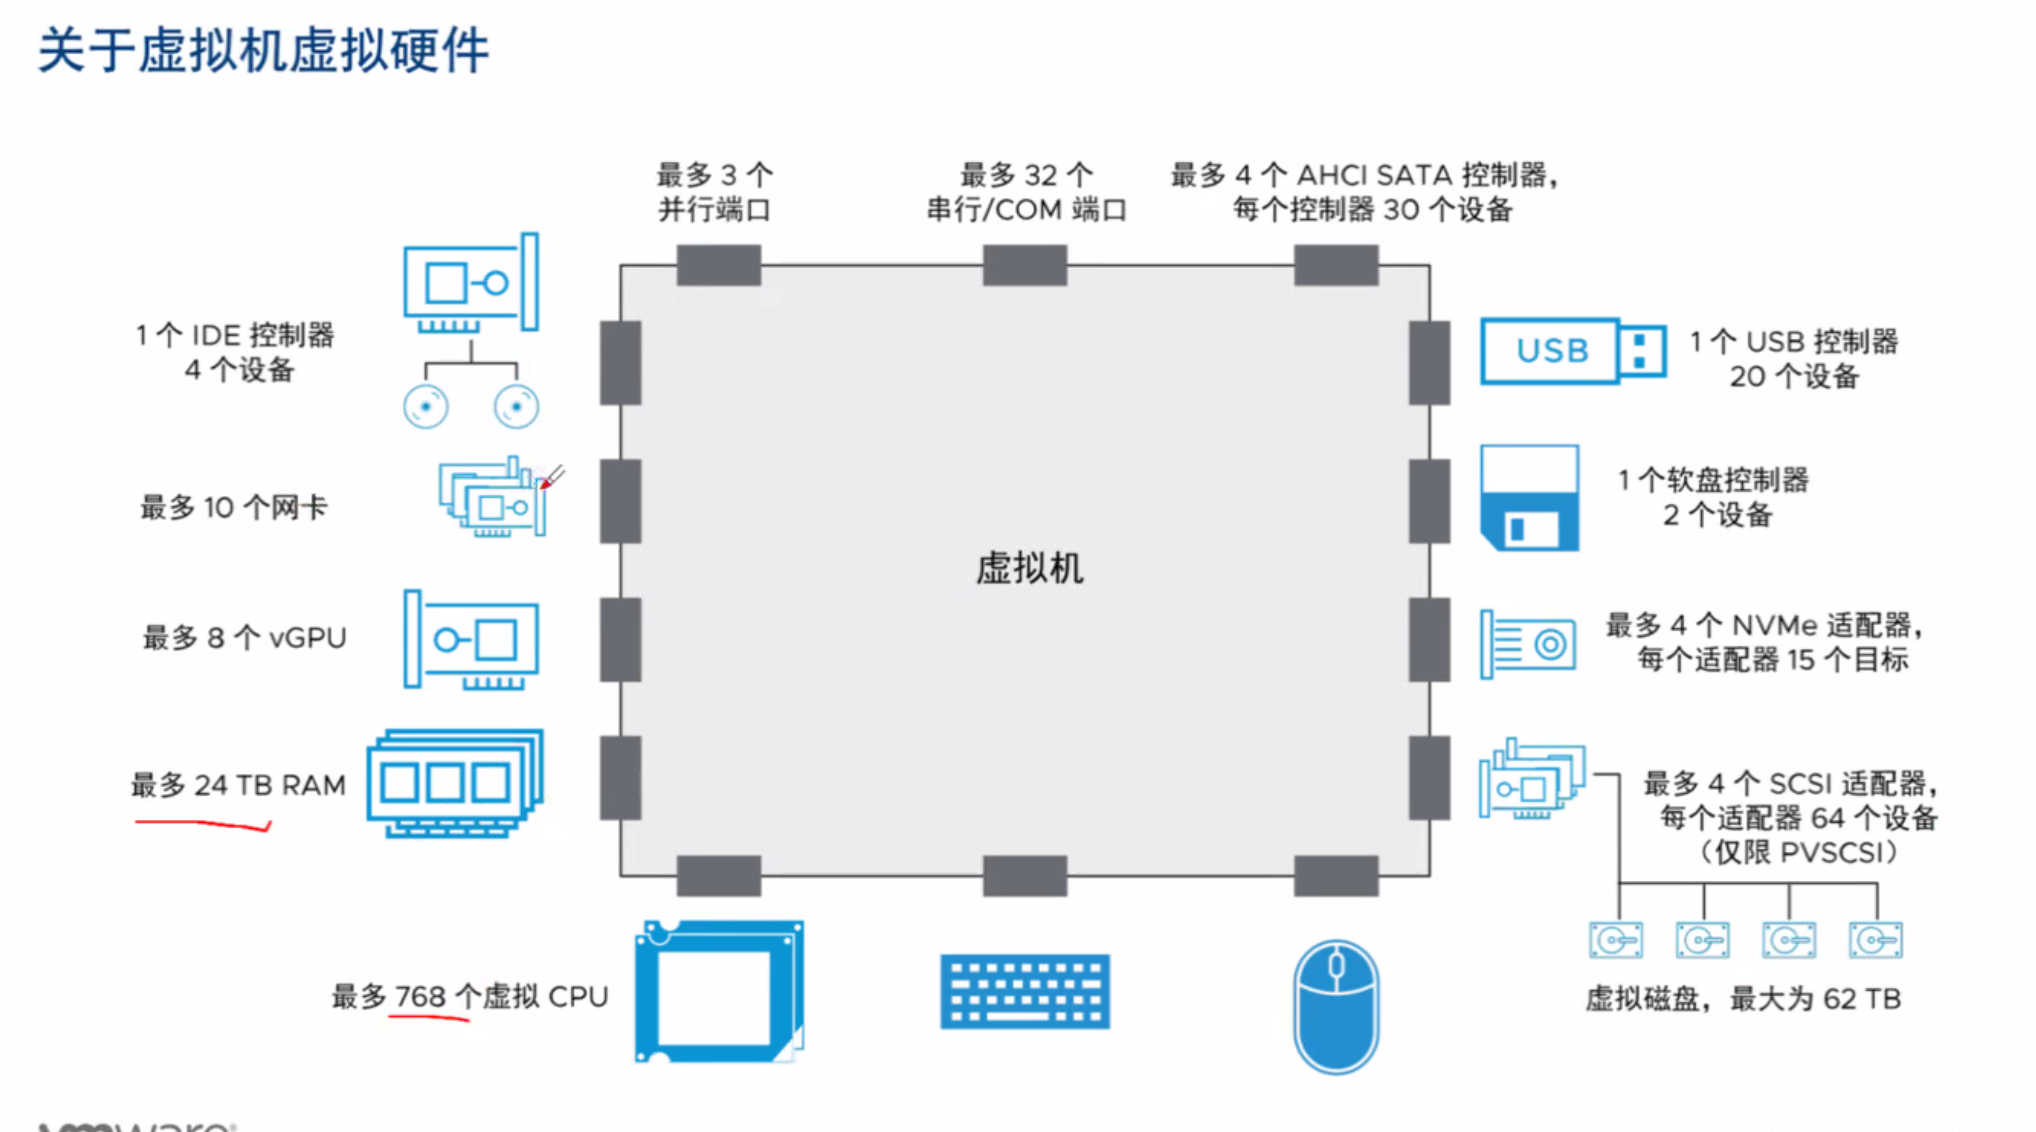 关于虚拟机虚拟硬件
最多 3 个
并行端口
最多 32 个
串行/COM 端口
最多 4 个 AHCI SATA 控制器，
每个控制器 30 个设备
1 个 IDE 控制器
4 个设备
最多 10 个网卡
最多 8 个 vGPU
最多 24 TB RAM
最多 768 个虚拟 CPU
虚拟机
USB
1 个 USB 控制器
20 个设备
1 个软盘控制器
2 个设备
最多 4 个 NVMe 适配器，
每个适配器 15 个目标
最多 4 个 SCSI 适配器，
每个适配器 64 个设备
（仅限 PVSCSI）
虚拟磁盘，最大为 62 TB
vmware®